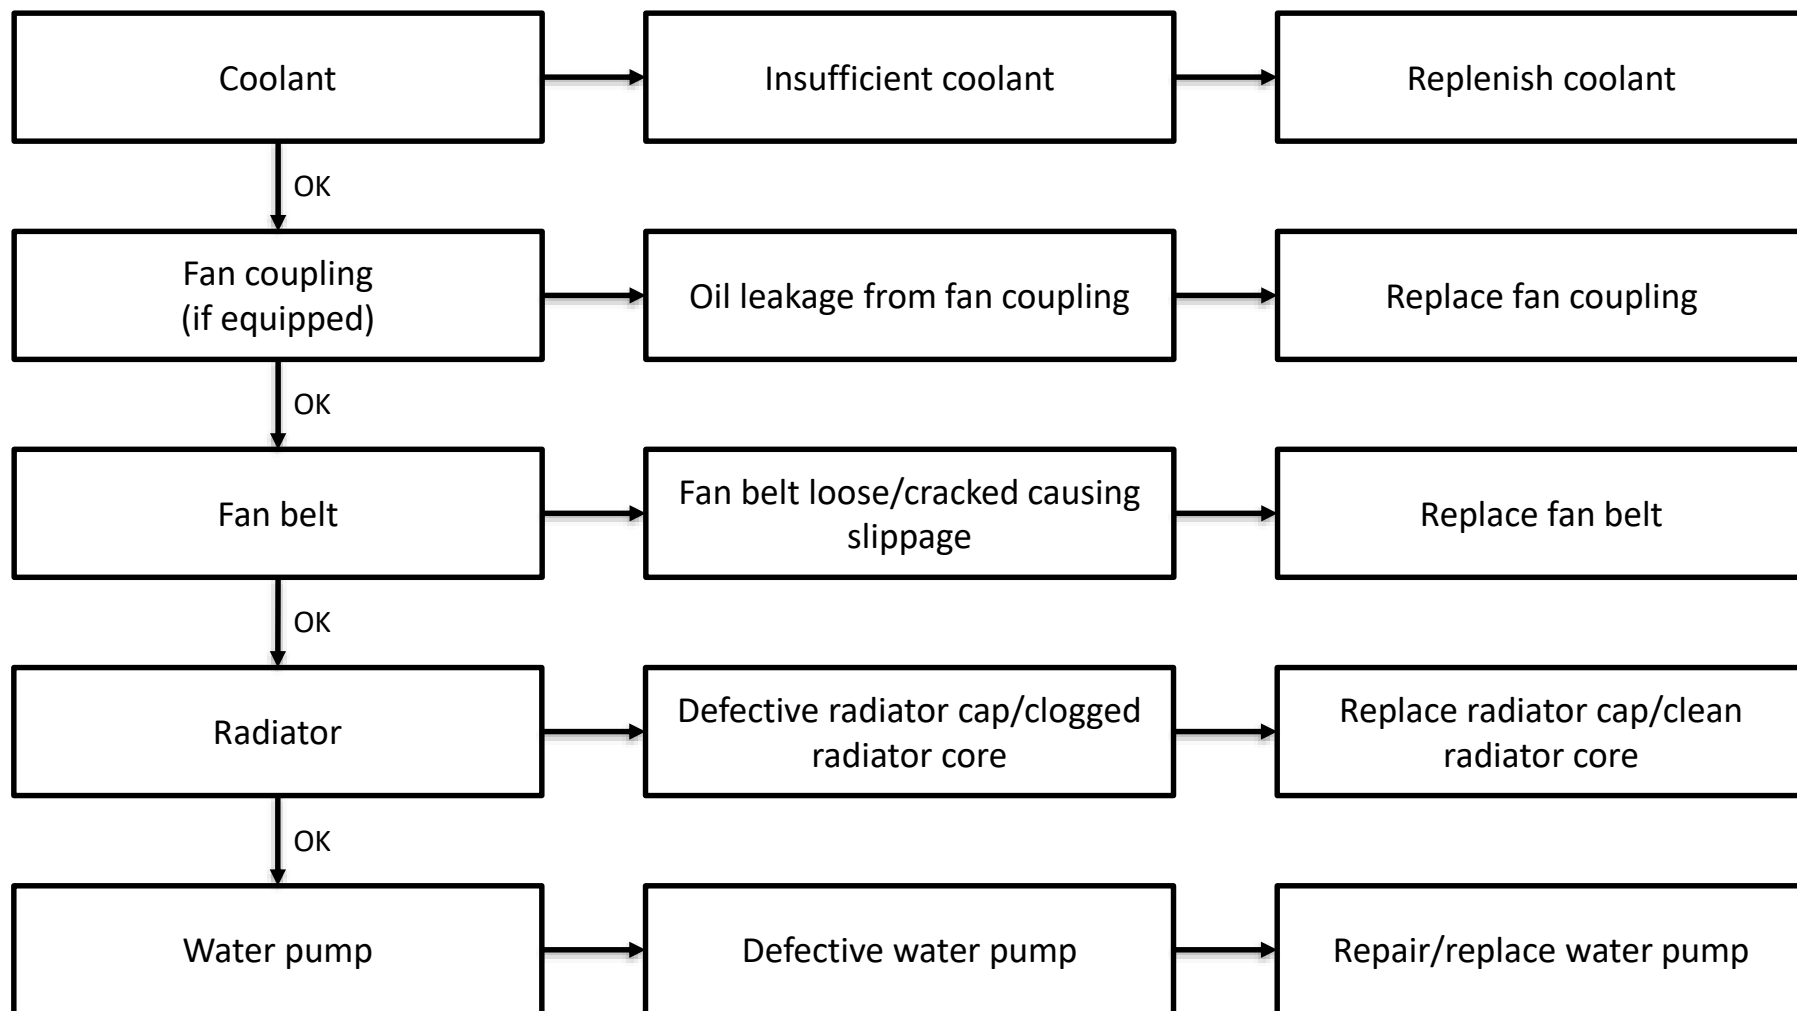 Coolant
Insufficient coolant
Replenish coolant
OK
Fan coupling
(if equipped)
Oil leakage from fan coupling
Replace fan coupling
OK
Fan belt
Fan belt loose/cracked causing
slippage
Replace fan belt
OK
Radiator
Defective radiator cap/clogged
radiator core
Replace radiator cap/clean
radiator core
OK
Water pump
Defective water pump
Repair/replace water pump